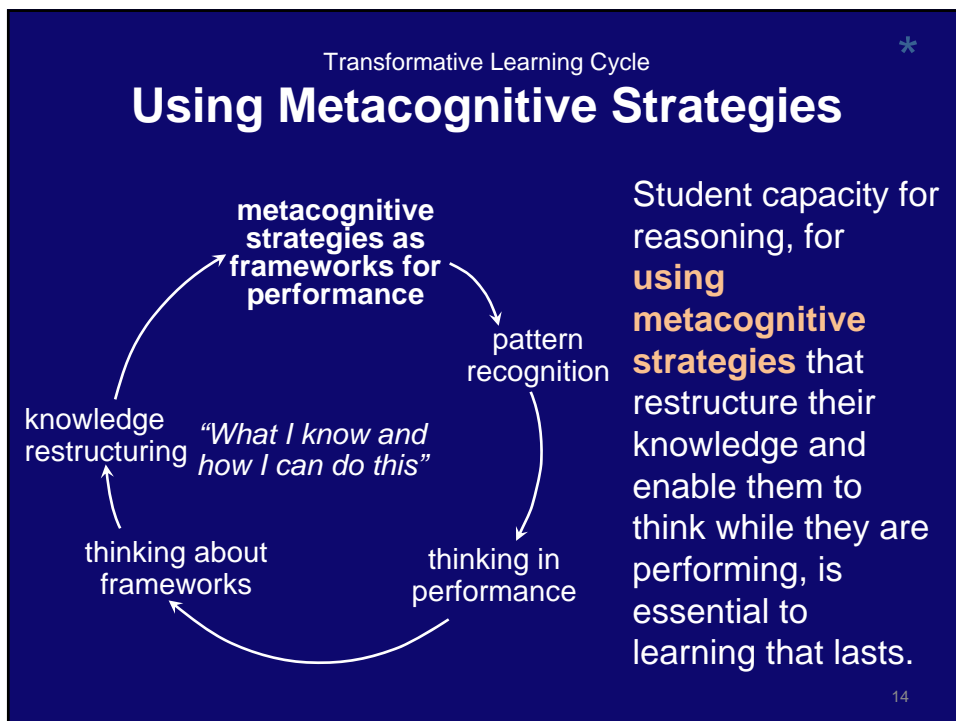 *
Transformative Learning Cycle
Using Metacognitive Strategies
metacognitive
strategies as
frameworks for
performance
pattern
recognition
thinking in
performance
thinking about
frameworks
knowledge
restructuring
“What I know and
how I can do this”
Student capacity for
reasoning, for
using
metacognitive
strategies that
restructure their
knowledge and
enable them to
think while they are
performing, is
essential to
learning that lasts.
14